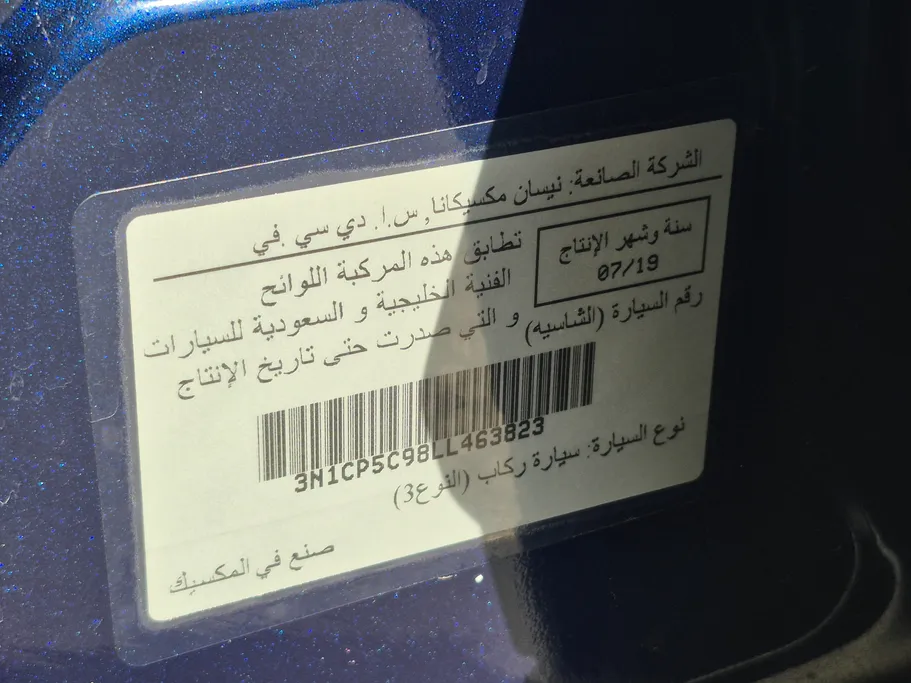 الشركة الصانعة: نيسان مكسيكانا, س.ا. دي سي .في
سنة وشهر الإنتاج
07/19
تطابق هذه المركبة اللوائح
الفنية الخليجية و السعودية للسيارات
و التي صدرت حتى تاريخ الإنتاج
رقم السيارة (الشاسيه)
3N1CP5C98LL463823
نوع السيارة: سيارة ركاب (النوع3)
صنع في المكسيك